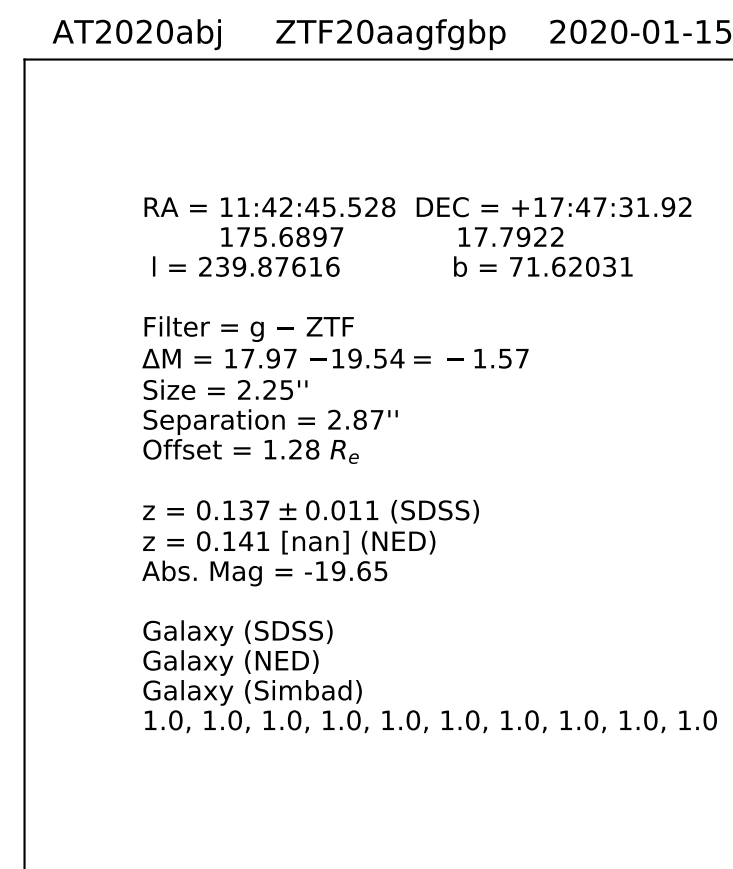 AT2020abj ZTF20aagfgbp 2020-01-15
RA = 11:42:45.528 DEC = +17:47:31.92
175.6897 17.7922
l = 239.87616 b = 71.62031
Filter = g − ZTF
ΔM = 17.97 −19.54 = − 1.57
Size = 2.25''
Separation = 2.87''
Offset = 1.28 Rₑ
z = 0.137 ± 0.011 (SDSS)
z = 0.141 [nan] (NED)
Abs. Mag = -19.65
Galaxy (SDSS)
Galaxy (NED)
Galaxy (Simbad)
1.0, 1.0, 1.0, 1.0, 1.0, 1.0, 1.0, 1.0, 1.0, 1.0